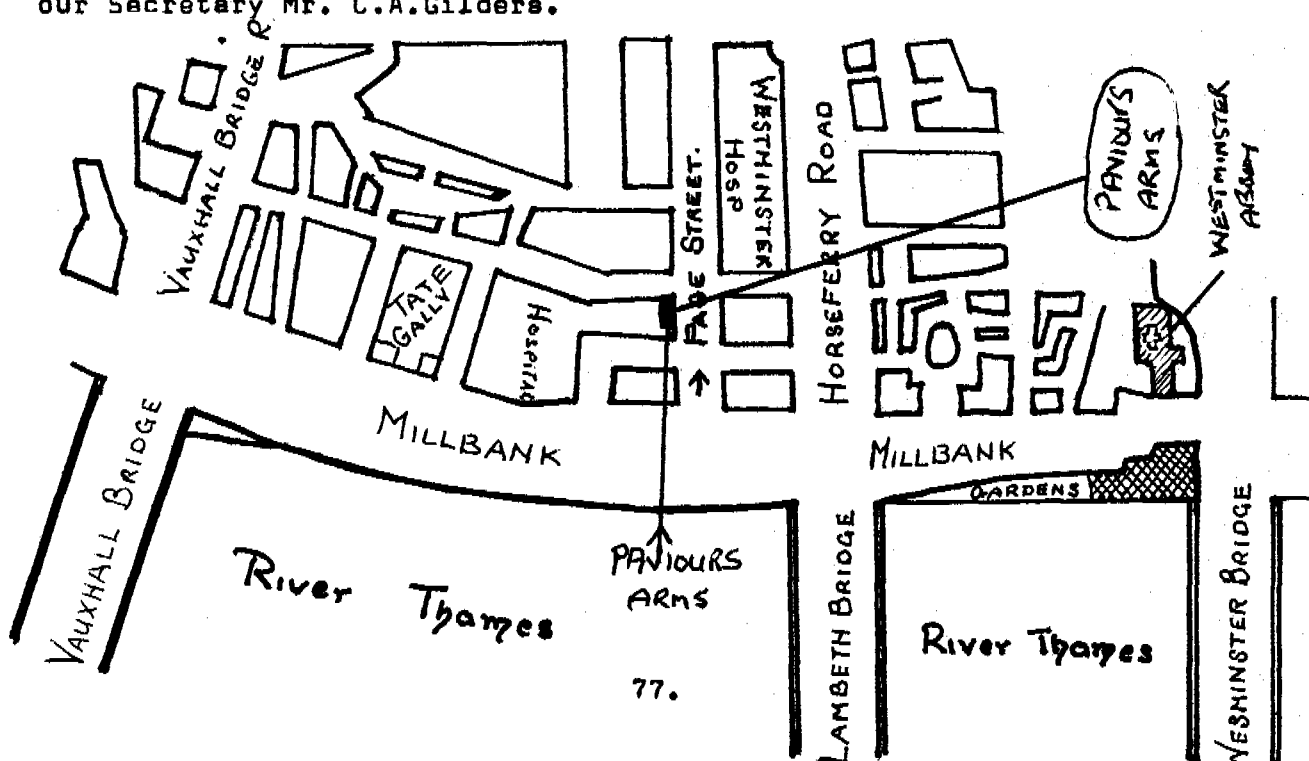 our Secretary Mr. C.A.Gilders.
VAUXHALL BRIDGE R
WESTMINSTER
HOSP
HORSEFERRY ROAD
PAVIOURS
ARMS
WESTMINSTER
ABBEY
PAGE STREET.
TATE
GALLY
HOSPITAL
MILLBANK
MILLBANK
GARDENS
VAUXHALL BRIDGE
River Thames
PAVIOURS
ARMS
LAMBETH BRIDGE
River Thames
WESMINSTER BRIDGE
77.